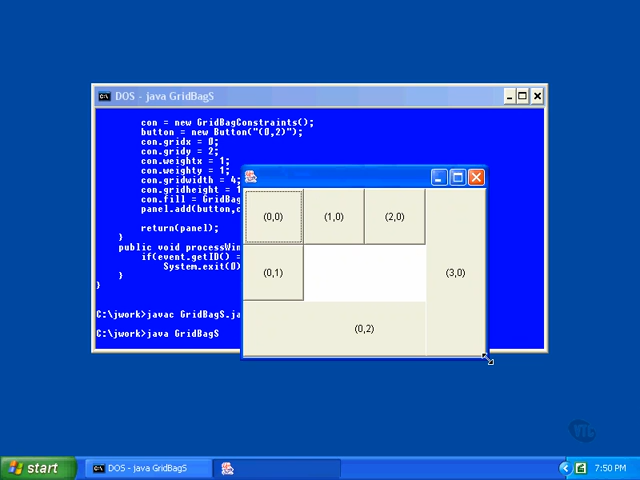 DOS - java GridBagS
con = new GridBagConstraints();
button = new Button("(0,2)");
con.gridx = 0;
con.gridy = 2;
con.weightx = 1;
con.weighty = 1;
con.gridwidth = 4;
con.gridheight = 1
con.fill = GridBag
panel.add(button,c
return(panel);
}
public void processWin
if(event.getID() =
System.exit(0)
}
}
C:\jwork>javac GridBagS.ja
C:\jwork>java GridBagS
(0,0)
(1,0)
(2,0)
(3,0)
(0,1)
(0,2)
VTC
start
DOS - java GridBagS
7:50 PM